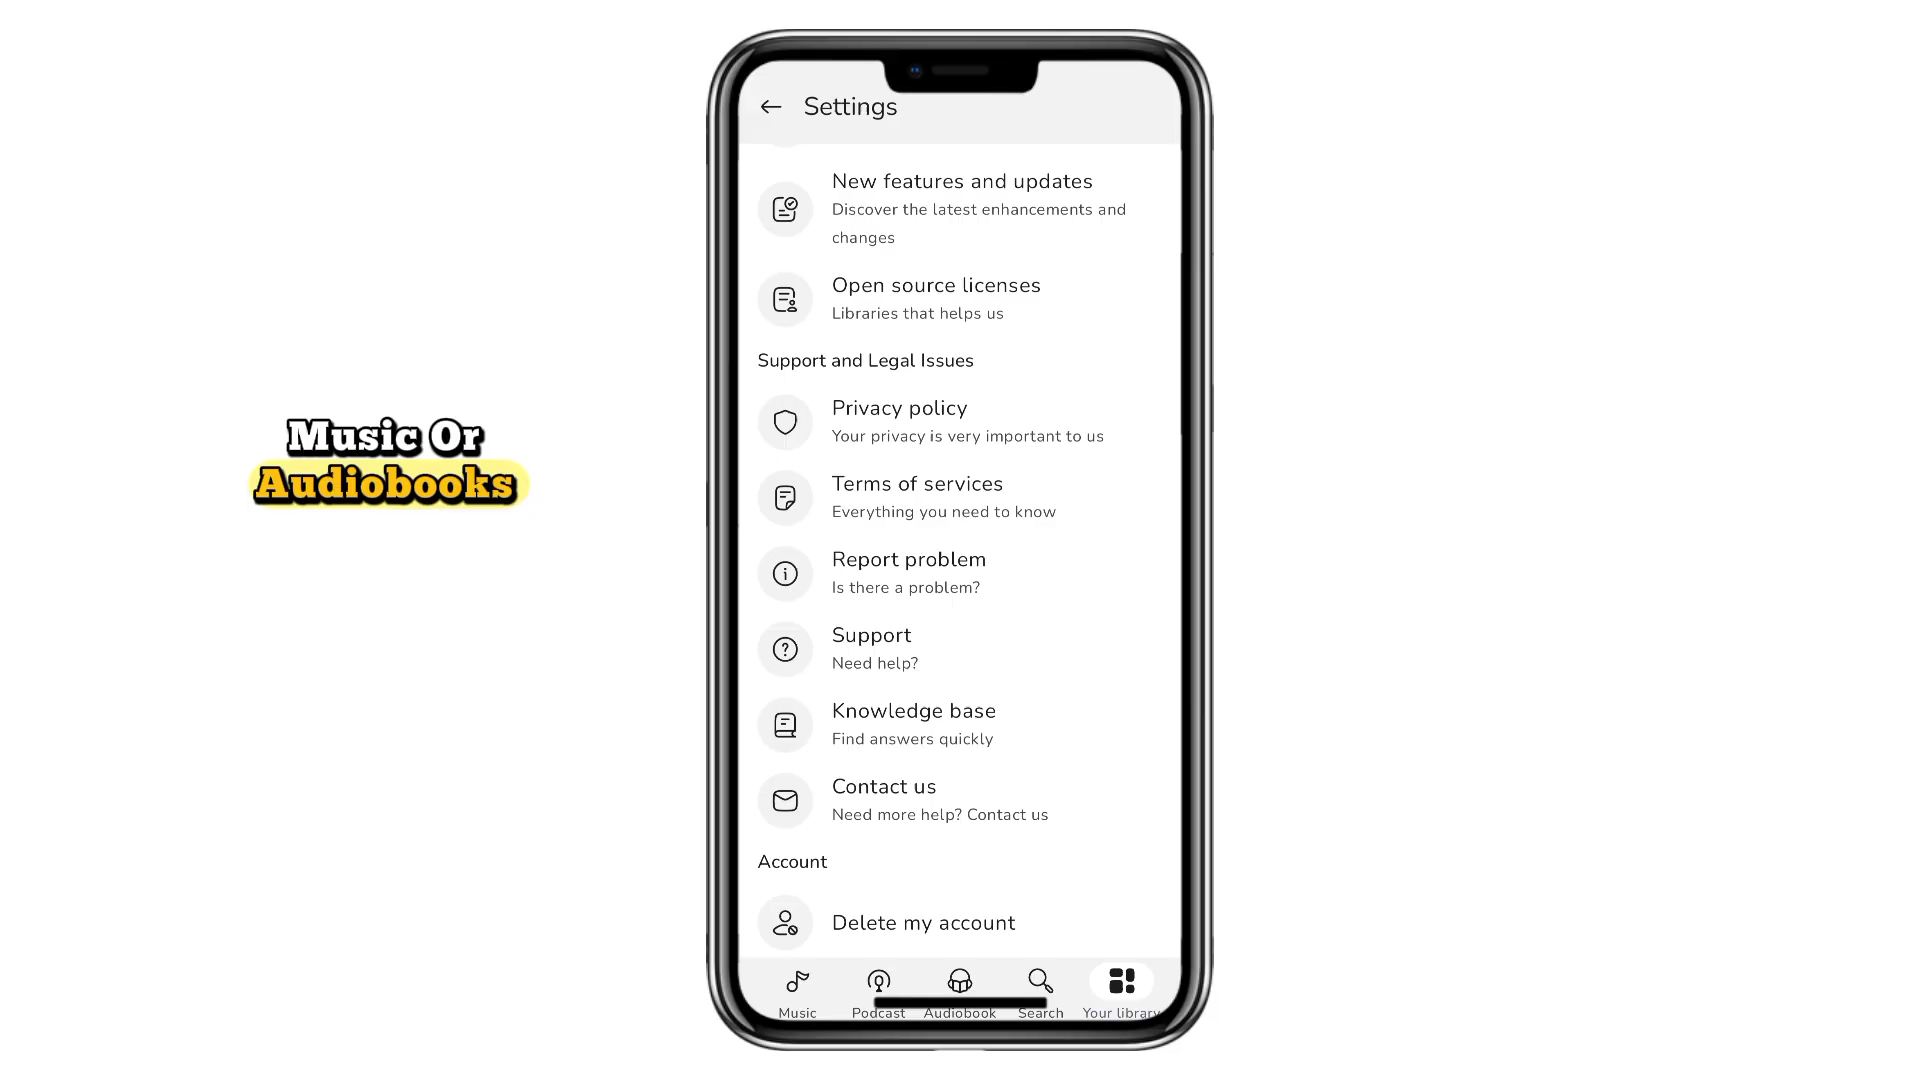 Settings
New features and updates
Discover the latest enhancements and
changes
Open source licenses
Libraries that helps us
Support and Legal Issues
Privacy policy
Your privacy is very important to us
Terms of services
Everything you need to know
Report problem
Is there a problem?
Support
Need help?
Knowledge base
Find answers quickly
Contact us
Need more help? Contact us
Account
Delete my account
Music
Podcast
Audiobook
Search
Your library
Music Or
Audiobooks